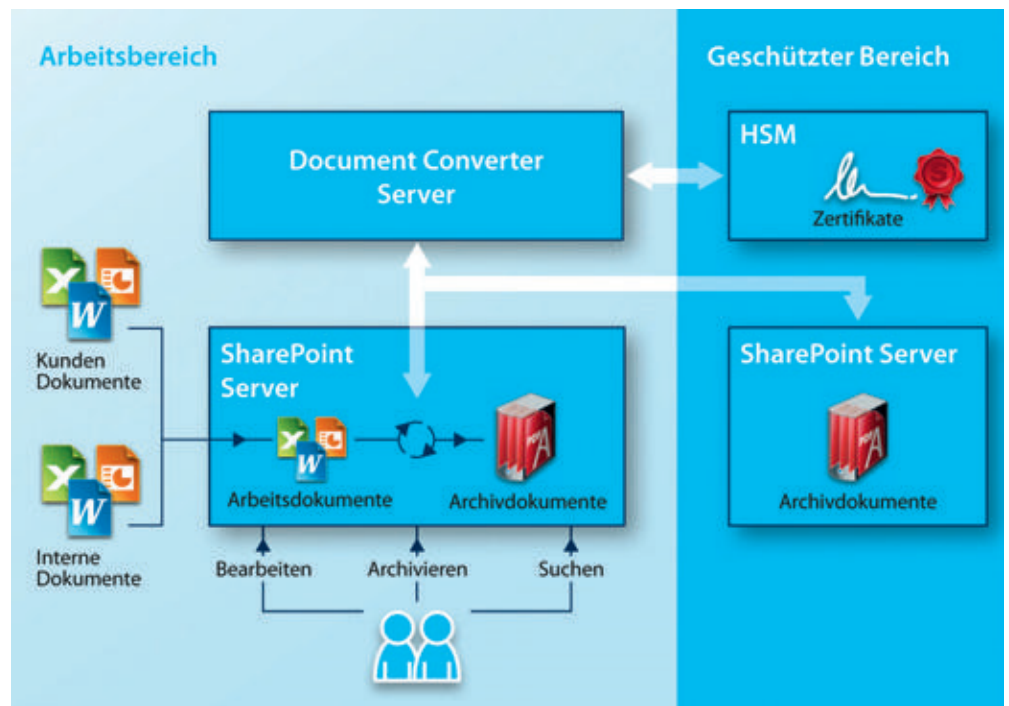 Arbeitsbereich
Geschützter Bereich
Document Converter
Server
HSM
Zertifikate
Kunden
Dokumente
SharePoint
Server
SharePoint Server
W
W
W
Arbeitsdokumente
Archivdokumente
Archivdokumente
Interne
Dokumente
Bearbeiten
Archivieren
Suchen